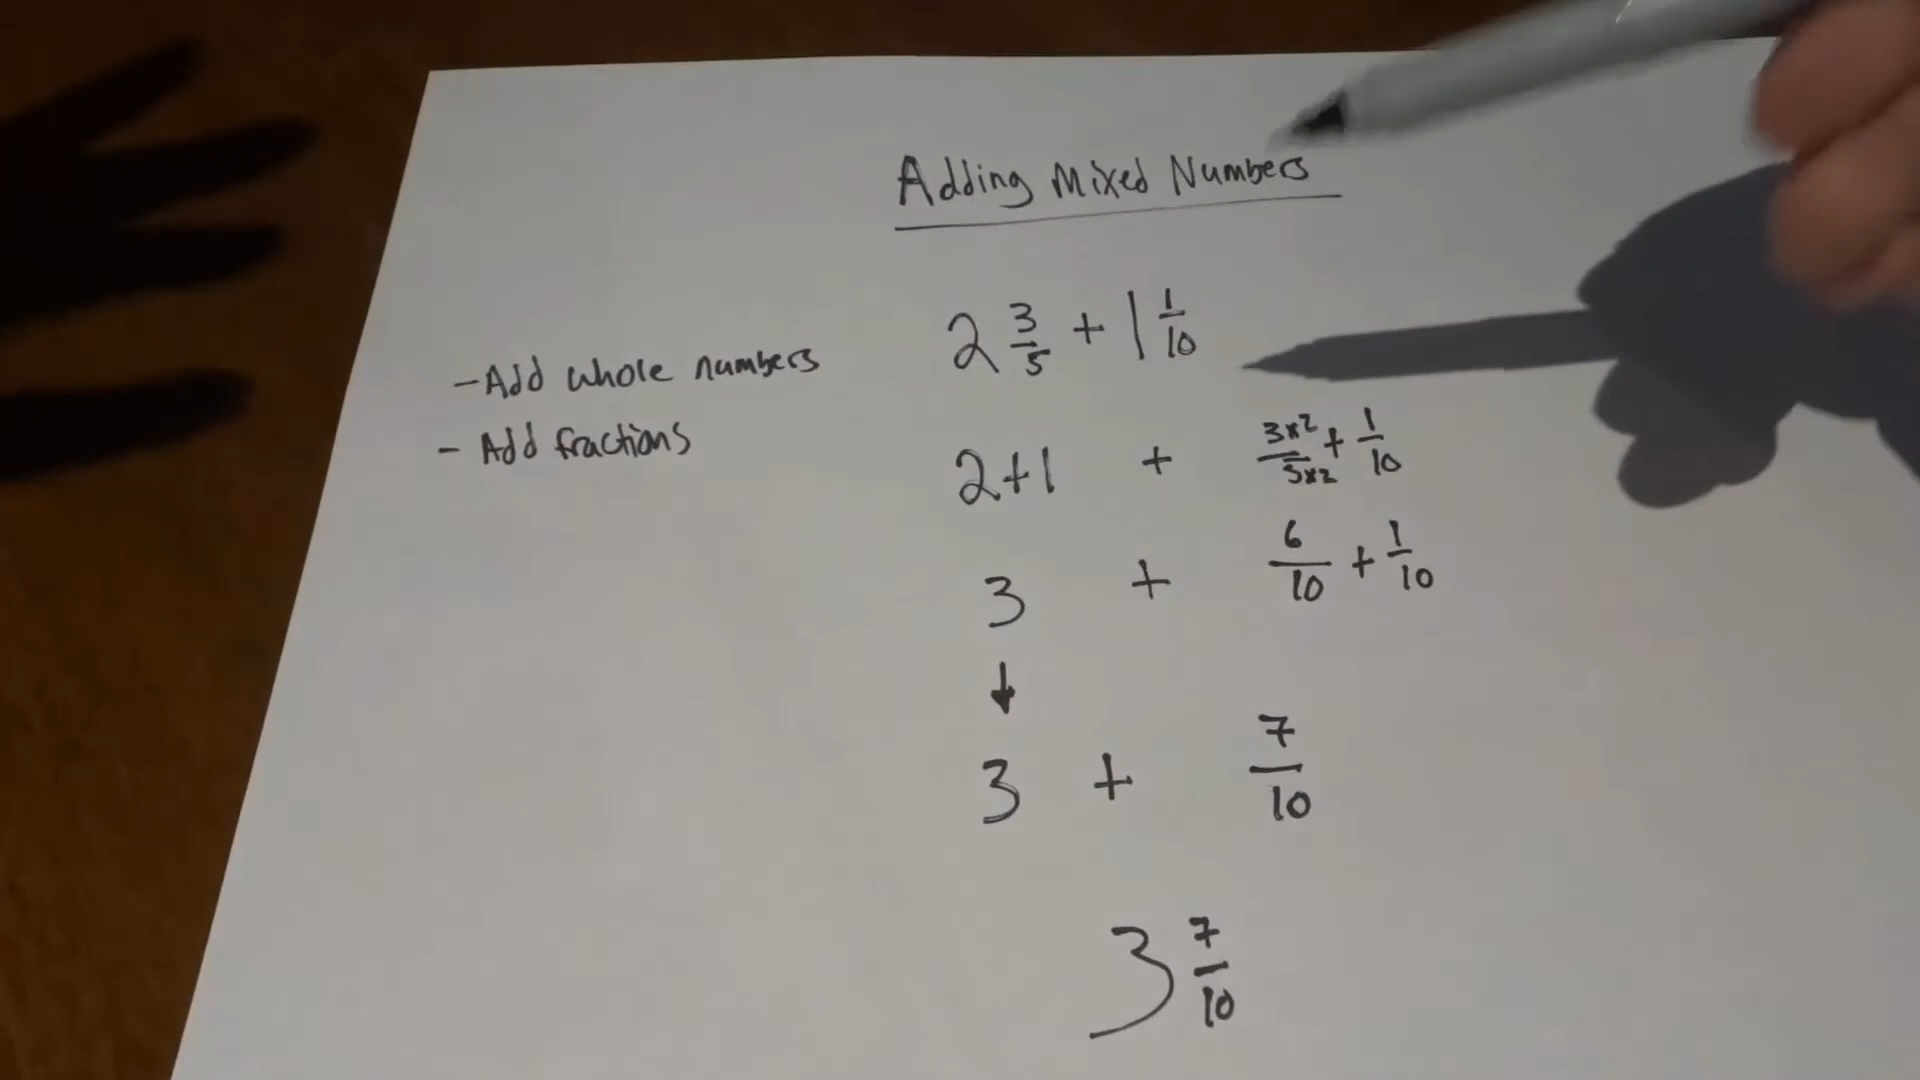 Adding Mixed Numbers
2 3/5 + 1 1/10
- Add whole numbers
- Add fractions
2+1 + 3x2/5x2 + 1/10
3 + 6/10 + 1/10
↓
3 + 7/10
3 7/10